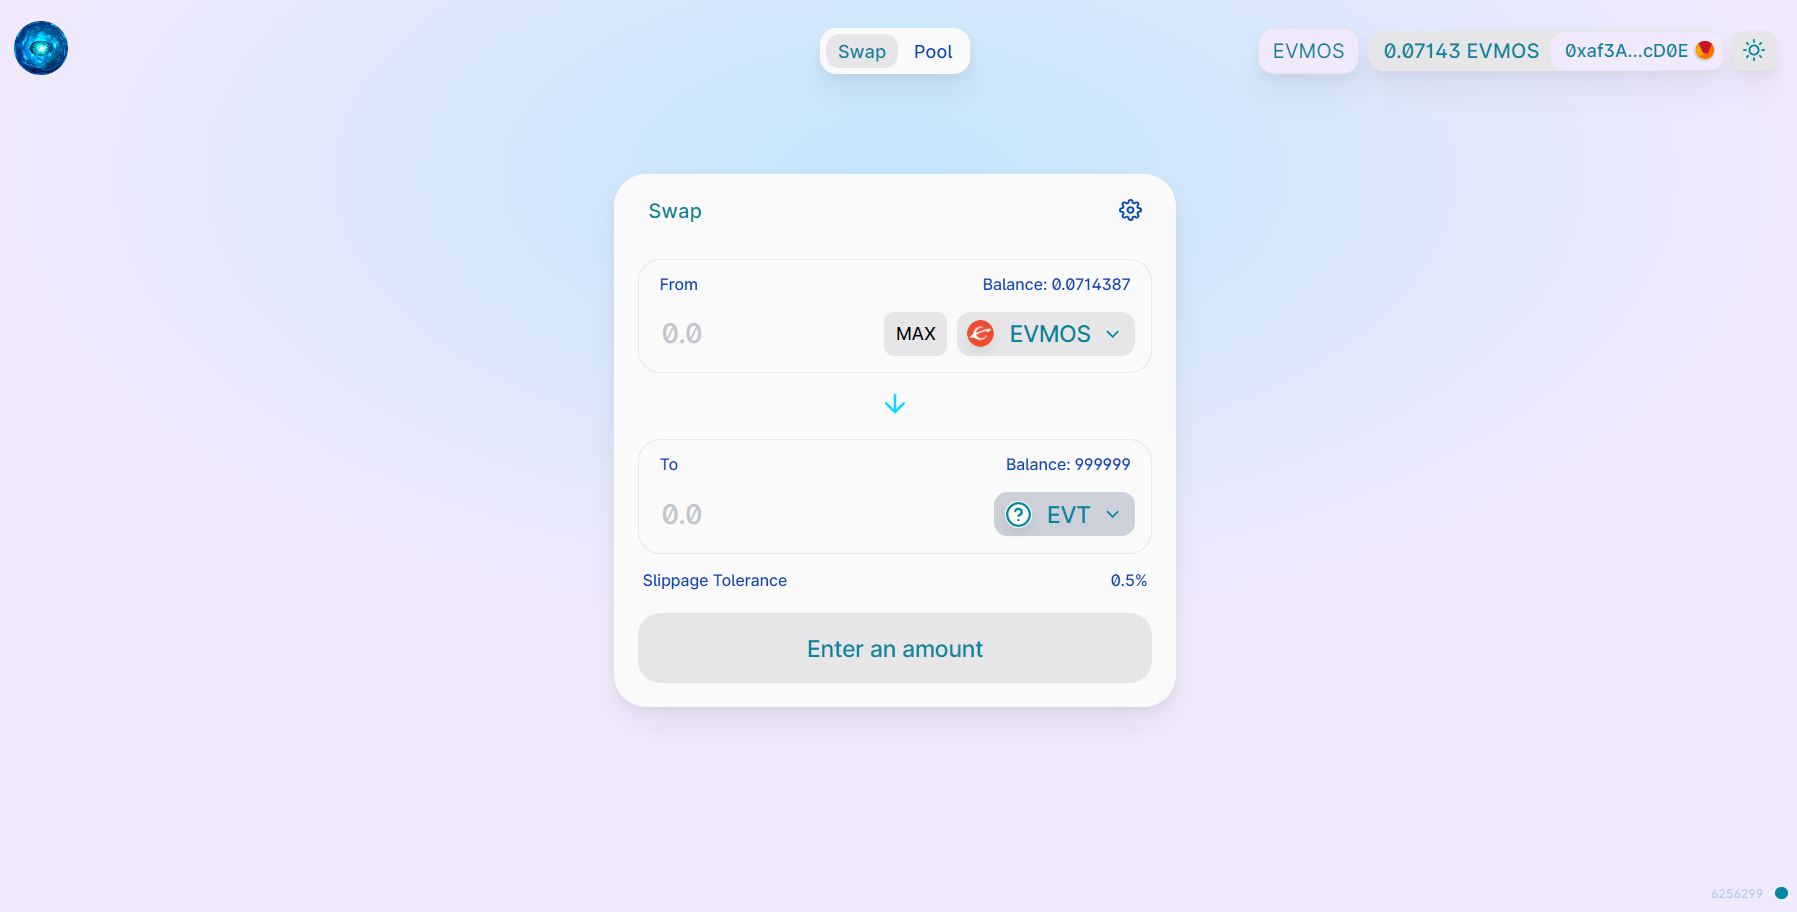 Swap Pool EVMOS 0.07143 EVMOS 0xaf3A...cD0E
Swap
From Balance: 0.0714387
0.0 MAX EVMOS
To Balance: 999999
0.0 ? EVT
Slippage Tolerance 0.5%
Enter an amount
6256299